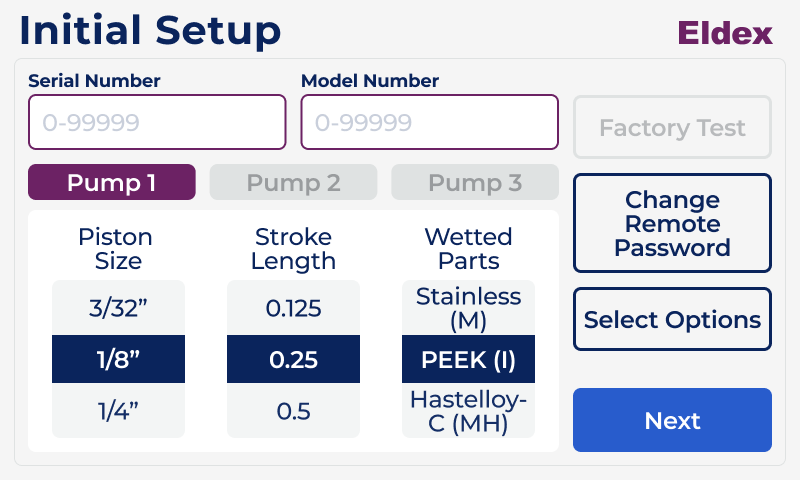 Initial Setup
Eldex
Serial Number
Model Number
0-99999
0-99999
Factory Test
Pump 1
Pump 2
Pump 3
Change
Remote
Password
Piston
Size
Stroke
Length
Wetted
Parts
3/32”
0.125
Stainless
(M)
Select Options
1/8”
0.25
PEEK (I)
1/4”
0.5
Hastelloy-
C (MH)
Next